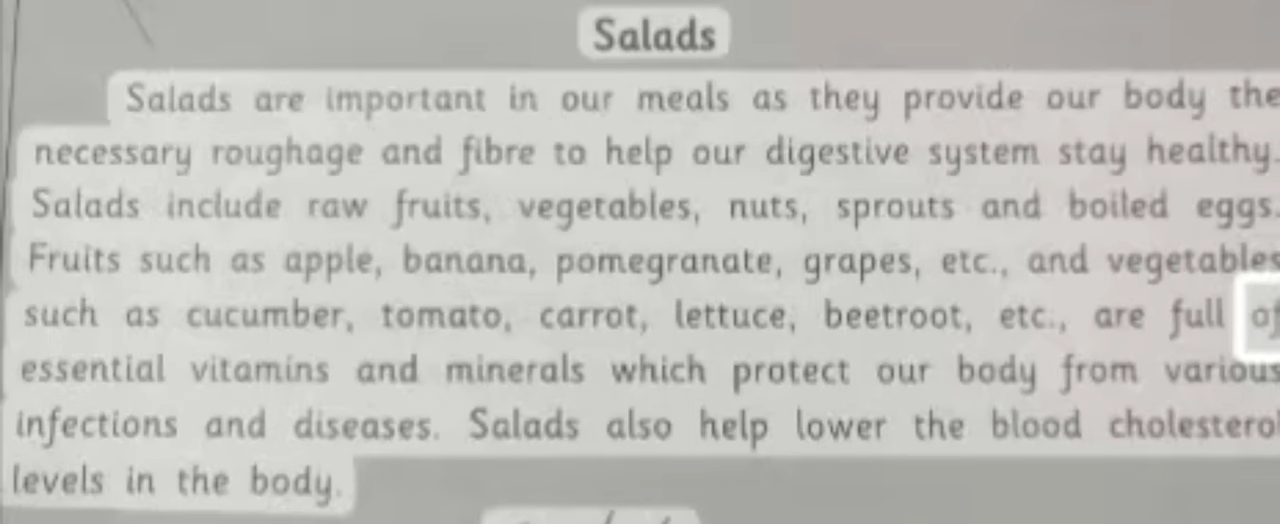 Salads
Salads are important in our meals as they provide our body the
necessary roughage and fibre to help our digestive system stay healthy.
Salads include raw fruits, vegetables, nuts, sprouts and boiled eggs.
Fruits such as apple, banana, pomegranate, grapes, etc., and vegetables
such as cucumber, tomato, carrot, lettuce, beetroot, etc., are full of
essential vitamins and minerals which protect our body from various
infections and diseases. Salads also help lower the blood cholesterol
levels in the body.